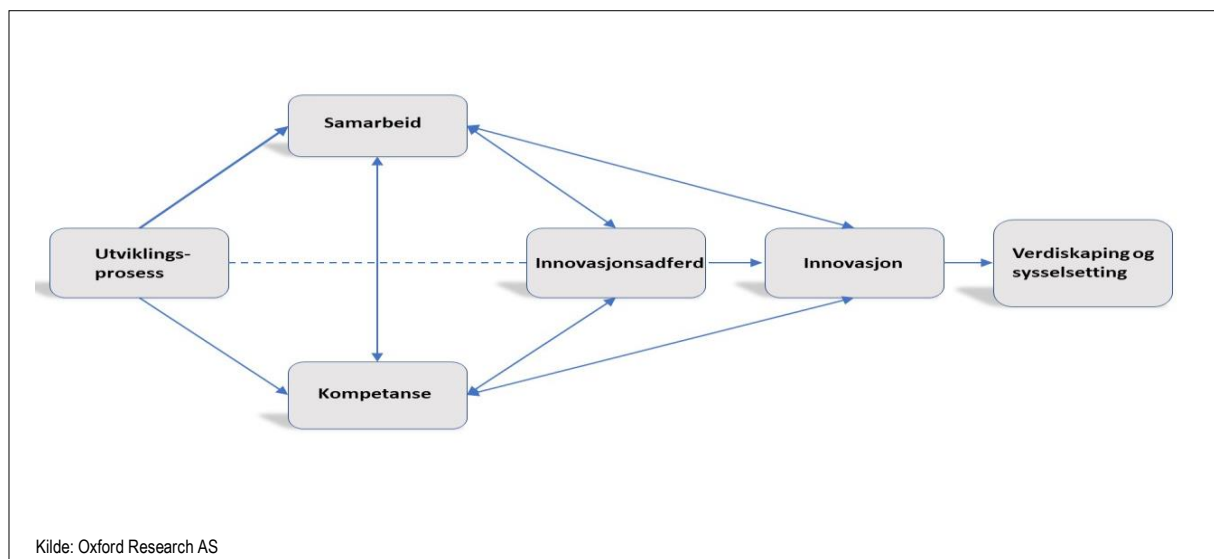 Samarbeid
Utviklings-
prosess
Innovasjonsadferd
Innovasjon
Verdiskaping og
sysselsetting
Kompetanse
Kilde: Oxford Research AS